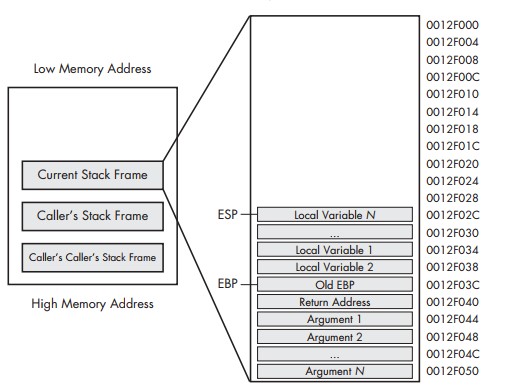 Low Memory Address
Current Stack Frame
Caller's Stack Frame
Caller's Caller's Stack Frame
High Memory Address
0012F000
0012F004
0012F008
0012F00C
0012F010
0012F014
0012F018
0012F01C
0012F020
0012F024
0012F028
ESP Local Variable N 0012F02C
... 0012F030
Local Variable 1 0012F034
Local Variable 2 0012F038
EBP Old EBP 0012F03C
Return Address 0012F040
Argument 1 0012F044
Argument 2 0012F048
... 0012F04C
Argument N 0012F050